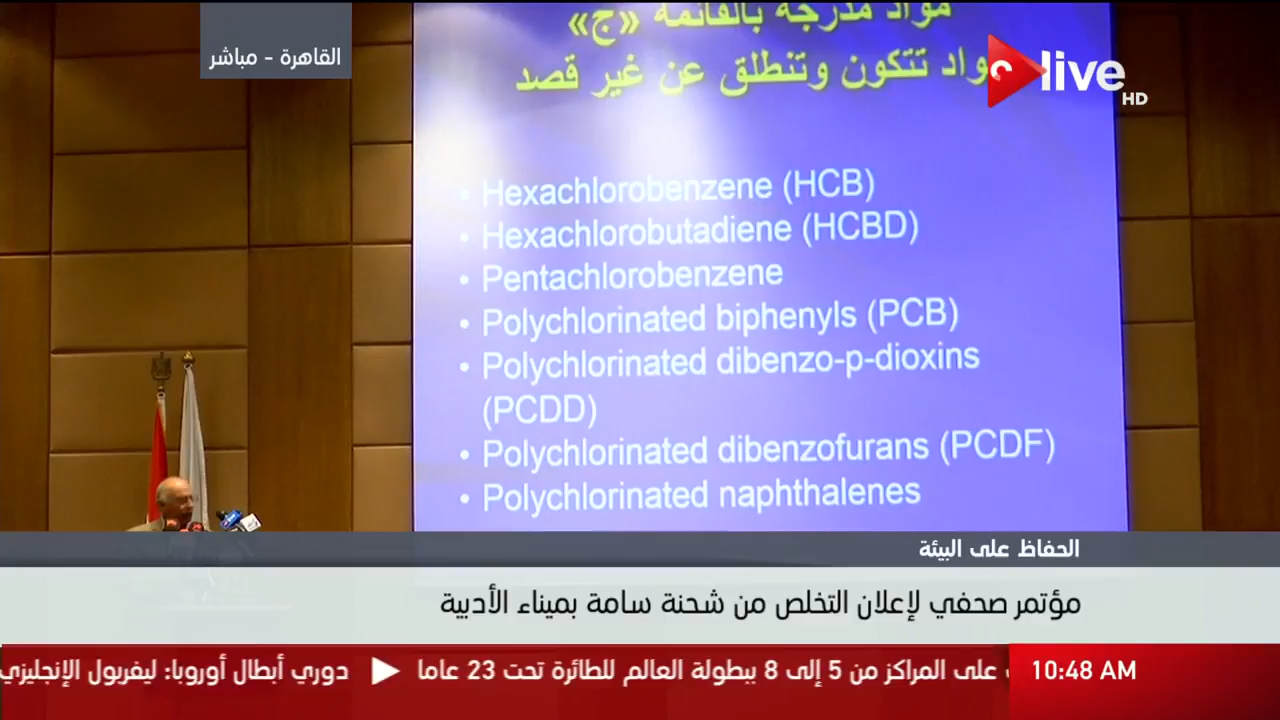 القاهرة - مباشر
live
HD
مواد مدرجة بالقائمة «ج»
تتكون وتنطلق عن غير قصد
• Hexachlorobenzene (HCB)
• Hexachlorobutadiene (HCBD)
• Pentachlorobenzene
• Polychlorinated biphenyls (PCB)
• Polychlorinated dibenzo-p-dioxins
(PCDD)
• Polychlorinated dibenzofurans (PCDF)
• Polychlorinated naphthalenes
الحفاظ على البيئة
مؤتمر صحفي لإعلان التخلص من شحنة سامة بميناء الأدبية
على المراكز من 5 إلى 8 ببطولة العالم للطائرة تحت 23 عاما ◀ دوري أبطال أوروبا: ليفربول الإنجليزي
10:48 AM